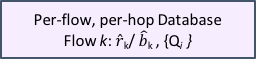 Per-flow, per-hop Database
Flow k: r̂k/ b̂k , {Qi }